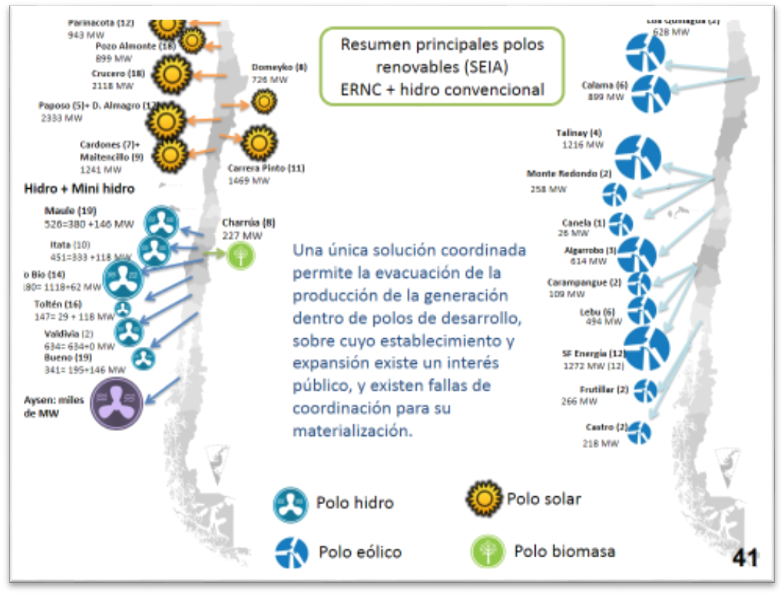 Parinacota (12)
943 MW
Pozo Almonte (18)
899 MW
Crucero (18)
2118 MW
Domeyko (8)
726 MW
Paposo (5)+ D. Almagro
2333 MW
Cardones (7)+
Maitencillo (9)
1241 MW
Carrera Pinto (11)
1469 MW
Hidro + Mini hidro
Maule (19)
526=380 +146 MW
Itata (10)
451=333 +118 MW
o Bío (14)
180= 1118+62 MW
Toltén (16)
147= 29 + 118 MW
Valdivia (2)
634= 634+0 MW
Bueno (19)
341= 195+146 MW
Aysen: miles
de MW
Charrúa (8)
227 MW
Resumen principales polos
renovables (SEIA)
ERNC + hidro convencional
Una única solución coordinada
permite la evacuación de la
producción de la generación
dentro de polos de desarrollo,
sobre cuyo establecimiento y
expansión existe un interés
público, y existen fallas de
coordinación para su
materialización.
628 MW
Calama (6)
899 MW
Talinay (4)
1216 MW
Monte Redondo (2)
258 MW
Canela (1)
26 MW
Algarrobo (3)
614 MW
Carampangue (2)
109 MW
Lebu (6)
494 MW
SF Energía (12)
1272 MW (12)
Frutillar (2)
266 MW
Castro (2)
218 MW
Polo hidro
Polo solar
Polo eólico
Polo biomasa
41